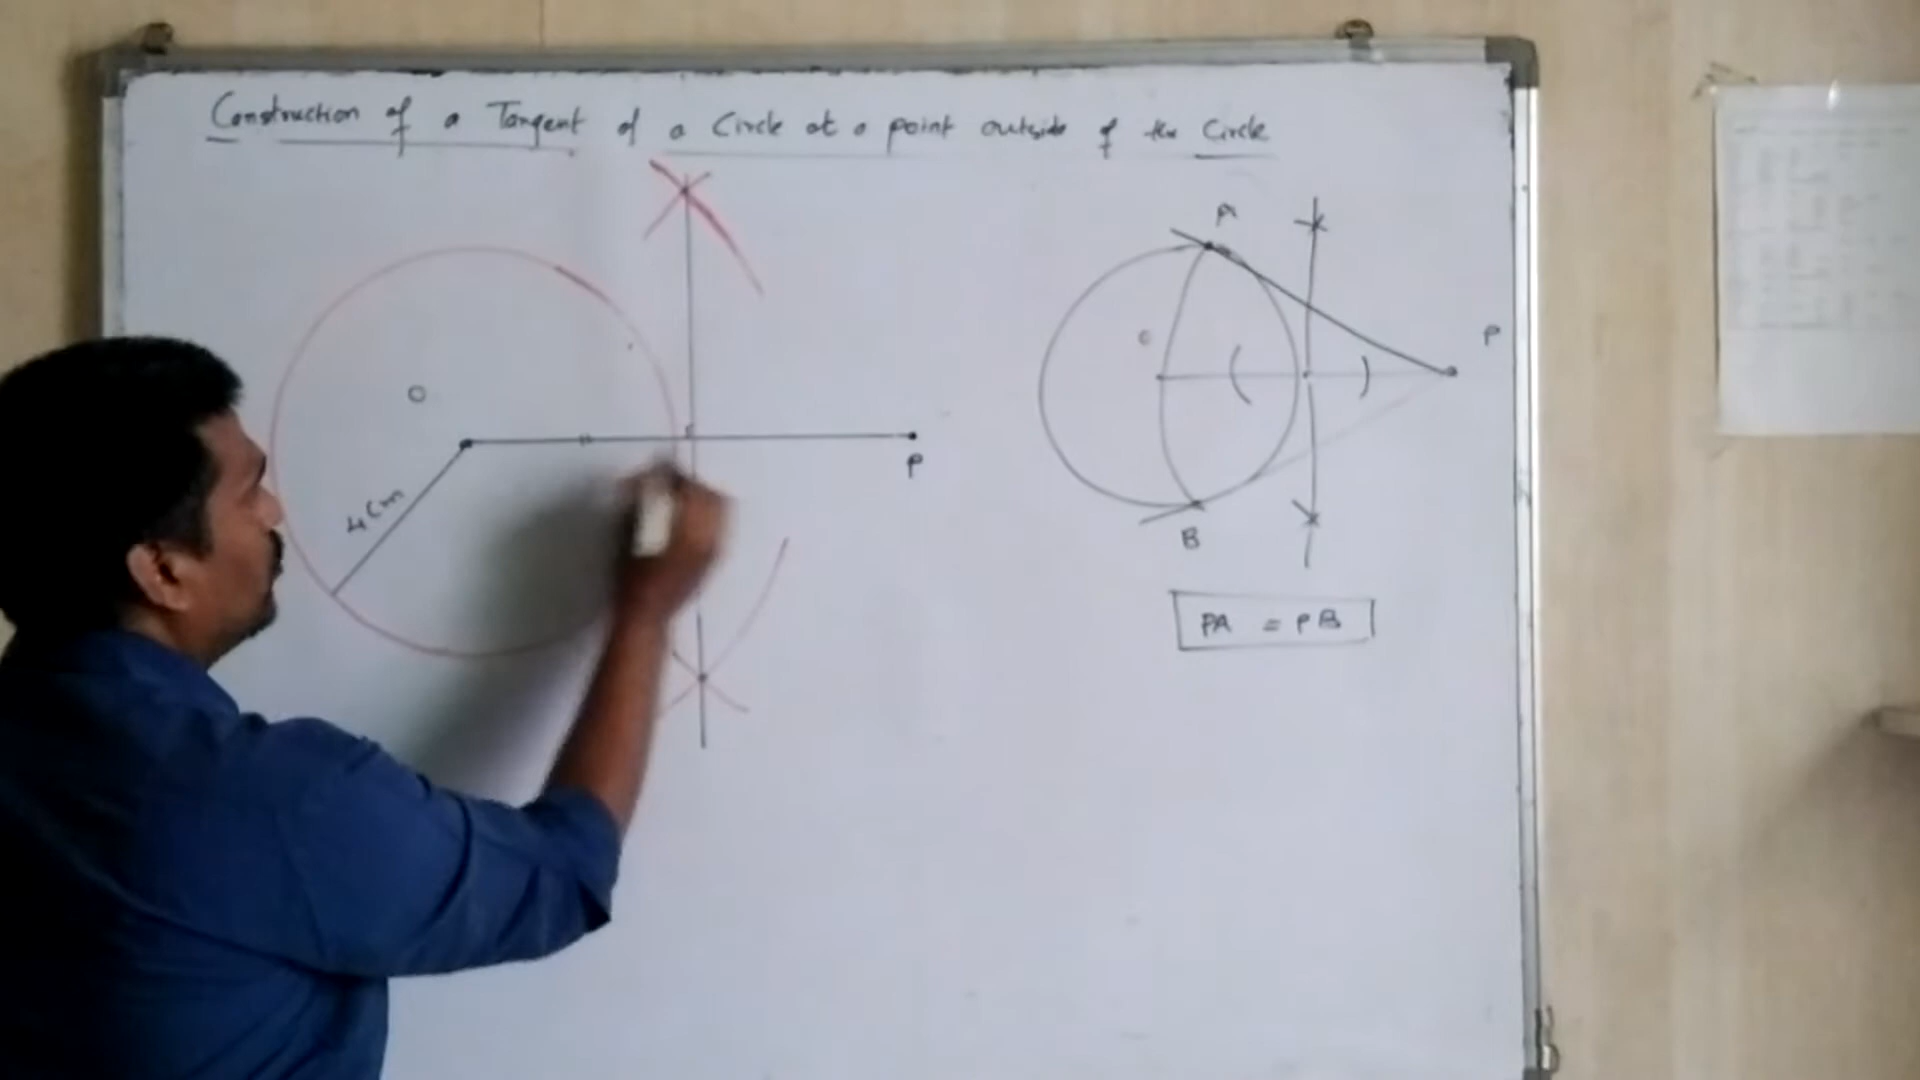 Construction of a Tangent of a Circle at a point outside of the Circle
O
4 Cm
P
A
O
P
B
PA = PB